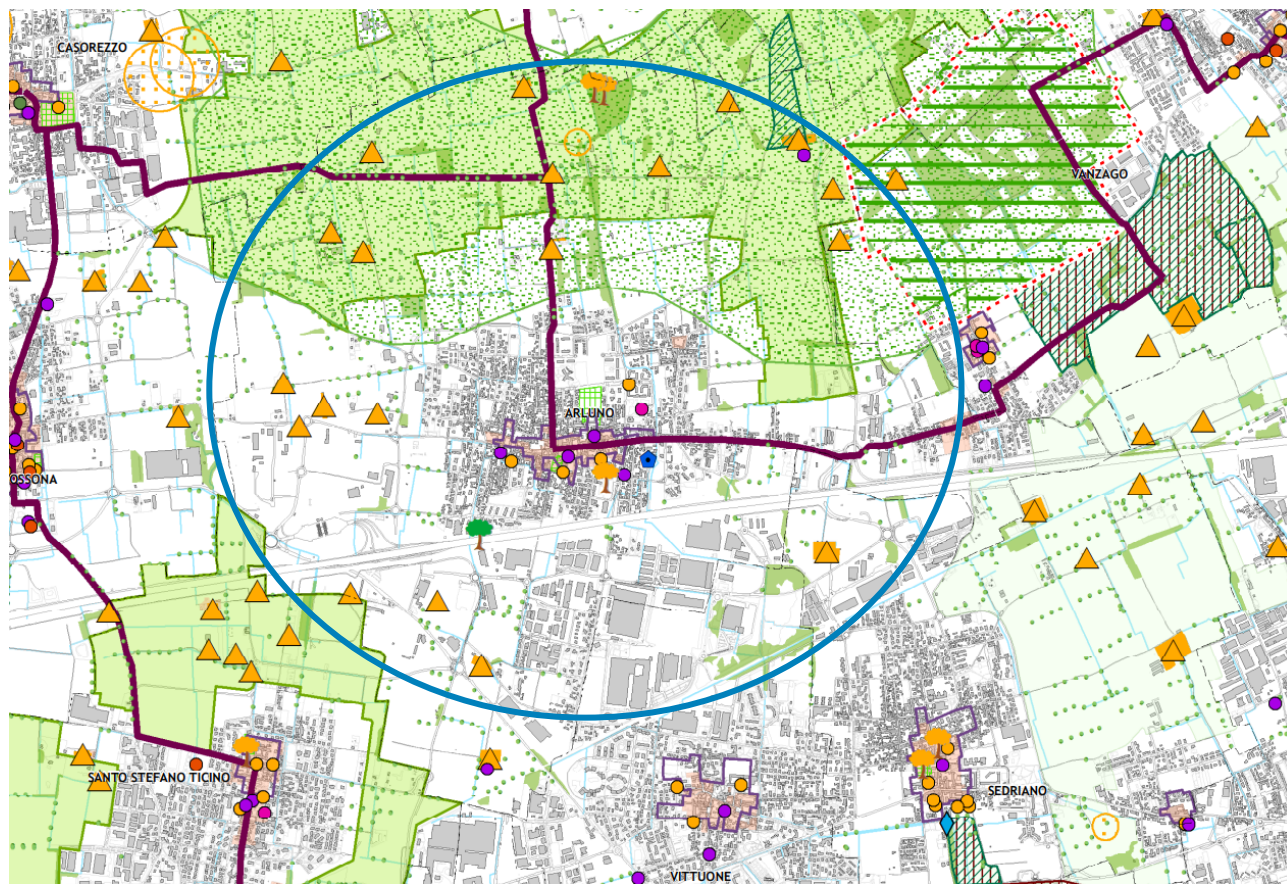 CASOREZZO
VANZAGO
ARLUNO
OSSONA
SANTO STEFANO TICINO
SEDRIANO
VITTUONE